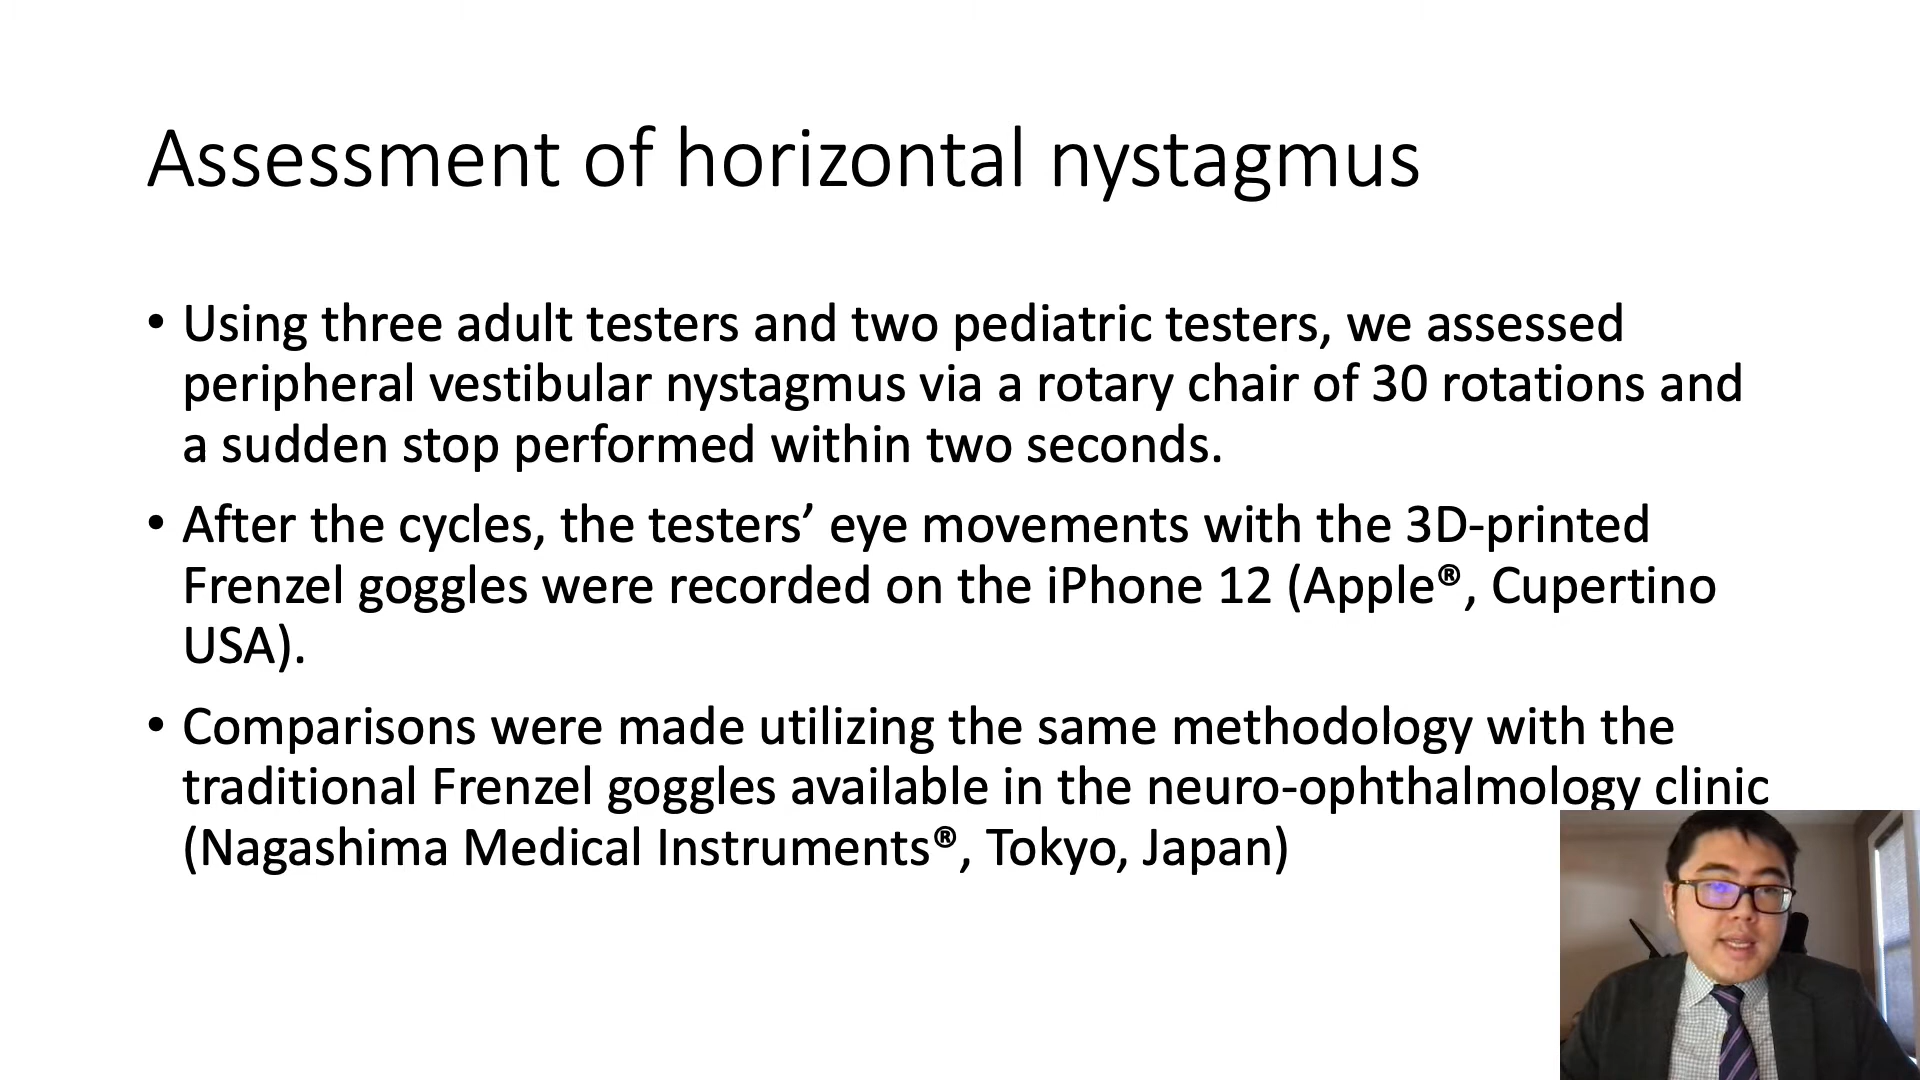 Assessment of horizontal nystagmus
• Using three adult testers and two pediatric testers, we assessed
peripheral vestibular nystagmus via a rotary chair of 30 rotations and
a sudden stop performed within two seconds.
• After the cycles, the testers’ eye movements with the 3D-printed
Frenzel goggles were recorded on the iPhone 12 (Apple®, Cupertino
USA).
• Comparisons were made utilizing the same methodology with the
traditional Frenzel goggles available in the neuro-ophthalmology clinic
(Nagashima Medical Instruments®, Tokyo, Japan)